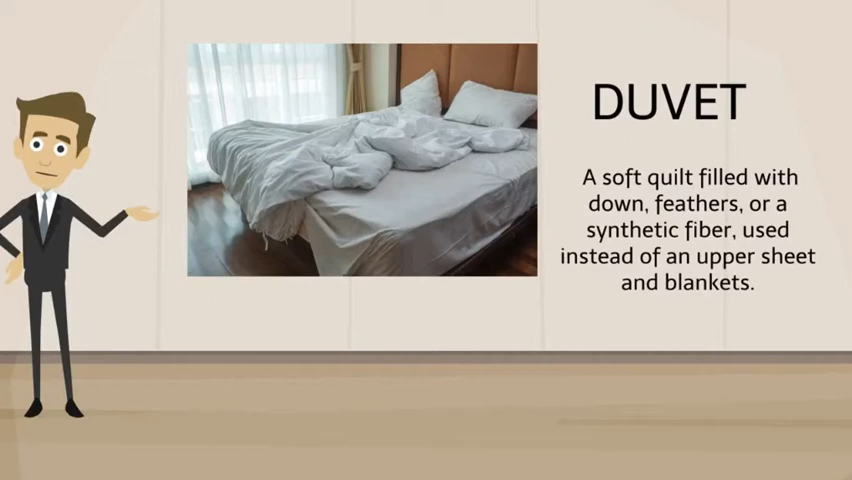 DUVET
A soft quilt filled with
down, feathers, or a
synthetic fiber, used
instead of an upper sheet
and blankets.